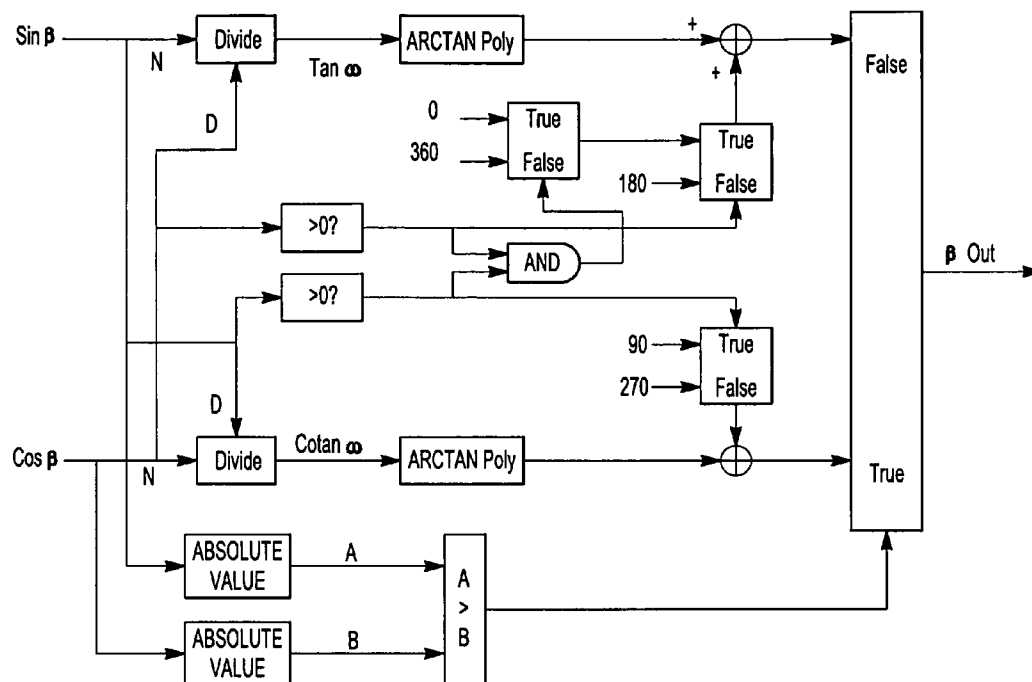 Sin β
N
Divide
Tan ϖ
ARCTAN Poly
+
+
False
D
0
360
True
False
True
False
180
>0?
AND
β Out
>0?
90
270
True
False
D
Cos β
N
Divide
Cotan ϖ
ARCTAN Poly
True
ABSOLUTE
VALUE
A
A
>
B
ABSOLUTE
VALUE
B